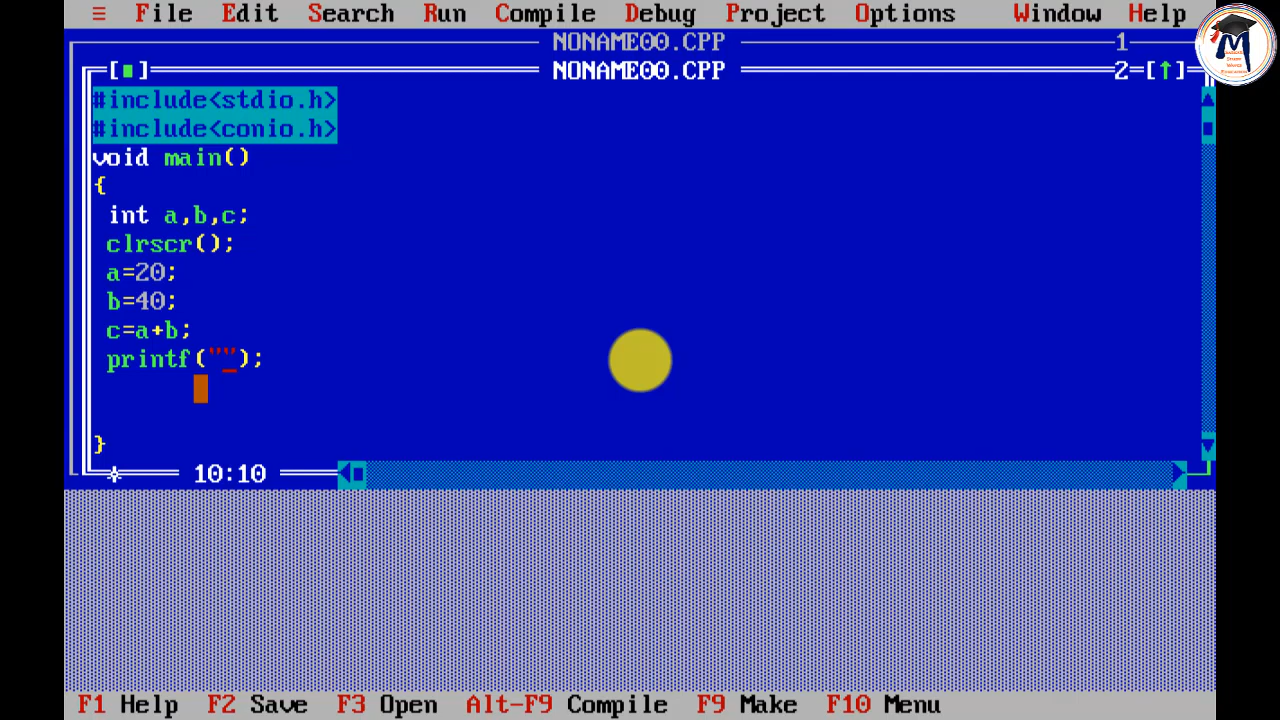 ≡ File Edit Search Run Compile Debug Project Options Window Help
NONAME00.CPP 1
[■] NONAME00.CPP 2=[↑]
#include<stdio.h>
#include<conio.h>
void main()
{
int a,b,c;
clrscr();
a=20;
b=40;
c=a+b;
printf(""_);
}
10:10
F1 Help F2 Save F3 Open Alt-F9 Compile F9 Make F10 Menu